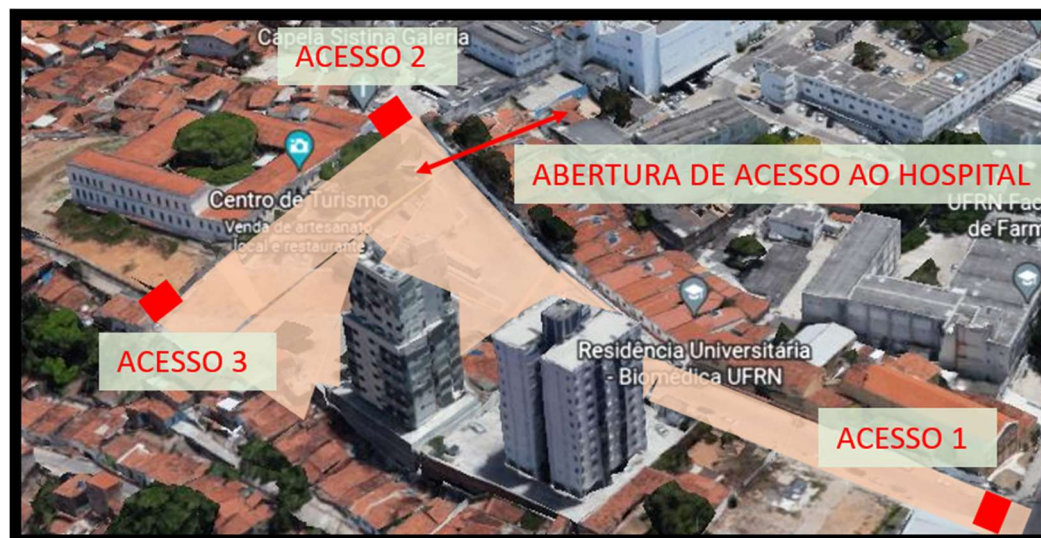 Capela Sistina Galeria
ACESSO 2
ABERTURA DE ACESSO AO HOSPITAL
Centro de Turismo
Venda de artesanato
local e restaurante
UFRN Fac
de Farm
ACESSO 3
Residência Universitária
- Biomédica UFRN
ACESSO 1